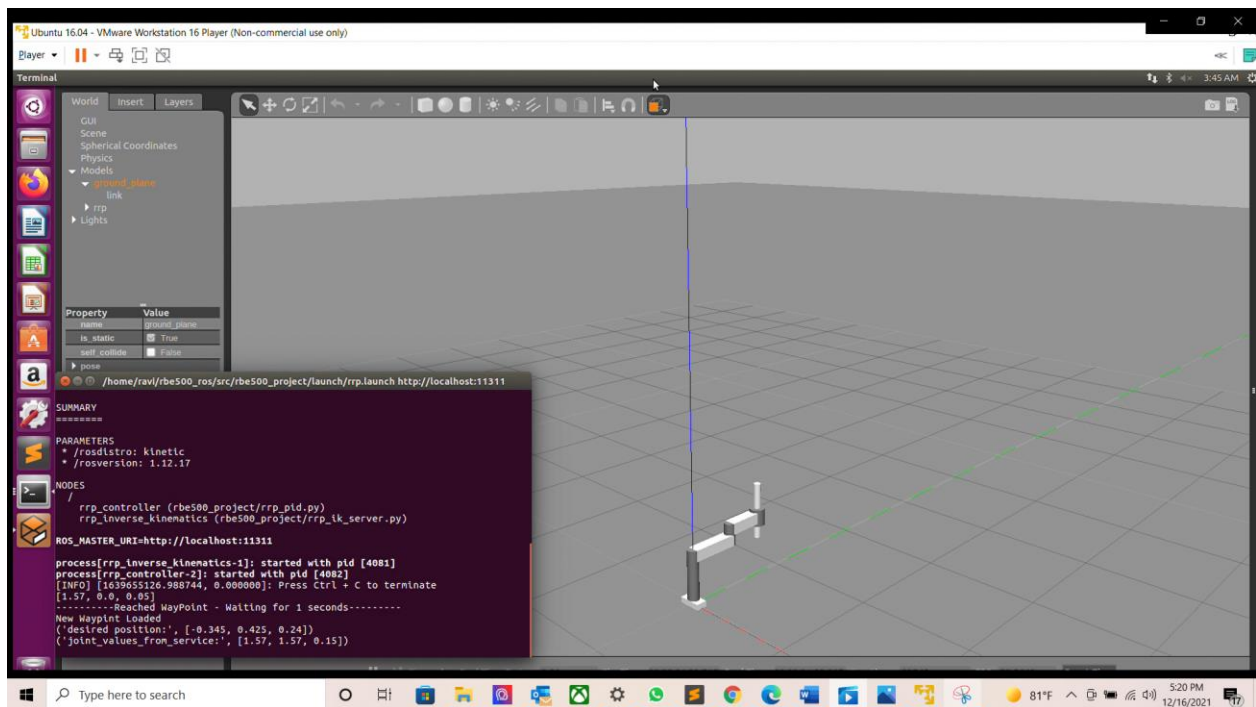 Ubuntu 16.04 - VMware Workstation 16 Player (Non-commercial use only)
Player
Terminal
3:45 AM
World Insert Layers
GUI
Scene
Spherical Coordinates
Physics
Models
ground_plane
link
rrp
Lights
Property Value
name ground_plane
is_static True
self_collide False
pose
/home/ravi/rbe500_ros/src/rbe500_project/launch/rrp.launch http://localhost:11311
SUMMARY
========
PARAMETERS
* /rosdistro: kinetic
* /rosversion: 1.12.17
NODES
/
rrp_controller (rbe500_project/rrp_pid.py)
rrp_inverse_kinematics (rbe500_project/rrp_ik_server.py)
ROS_MASTER_URI=http://localhost:11311
process[rrp_inverse_kinematics-1]: started with pid [4081]
process[rrp_controller-2]: started with pid [4082]
[INFO] [1639655126.988744, 0.000000]: Press Ctrl + C to terminate
[1.57, 0.0, 0.05]
----------Reached WayPoint - Waiting for 1 seconds---------
New Waypint Loaded
('desired position:', [-0.345, 0.425, 0.24])
('joint_values_from_service:', [1.57, 1.57, 0.15])
Type here to search
81°F
5:20 PM
12/16/2021
17